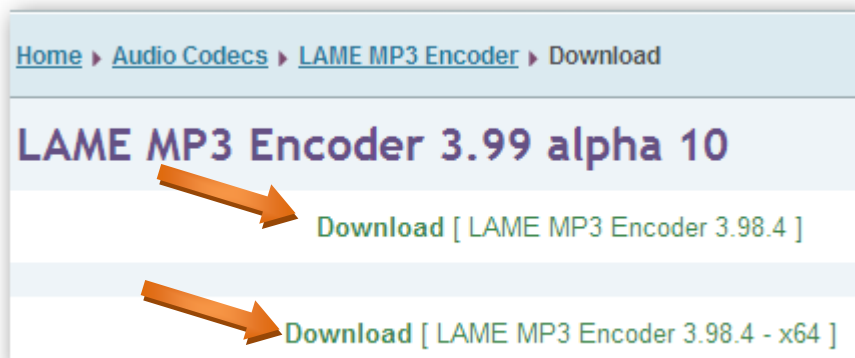 Home ▸ Audio Codecs ▸ LAME MP3 Encoder ▸ Download
LAME MP3 Encoder 3.99 alpha 10
Download [ LAME MP3 Encoder 3.98.4 ]
Download [ LAME MP3 Encoder 3.98.4 - x64 ]